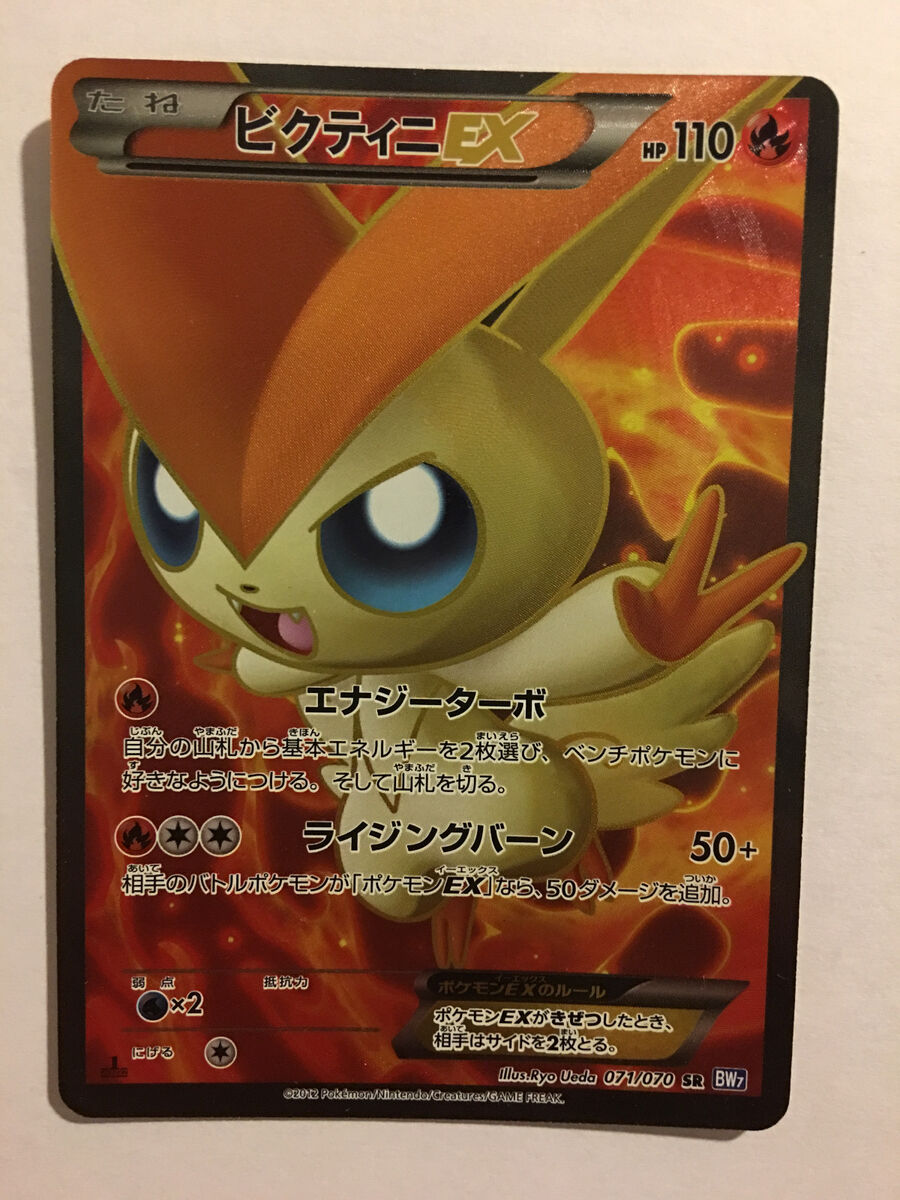 たね
ビクティニEX
HP 110
エナジーターボ
自分の山札から基本エネルギーを2枚選び、ベンチポケモンに
好きなようにつける。そして山札を切る。
ライジングバーン 50+
相手のバトルポケモンが「ポケモンEX」なら、50ダメージを追加。
弱点 抵抗力
×2
にげる
ポケモンEXのルール
ポケモンEXがきぜつしたとき、
相手はサイドを2枚とる。
Illus.Ryo Ueda 071/070 SR BW7
©2012 Pokémon/Nintendo/Creatures/GAME FREAK.